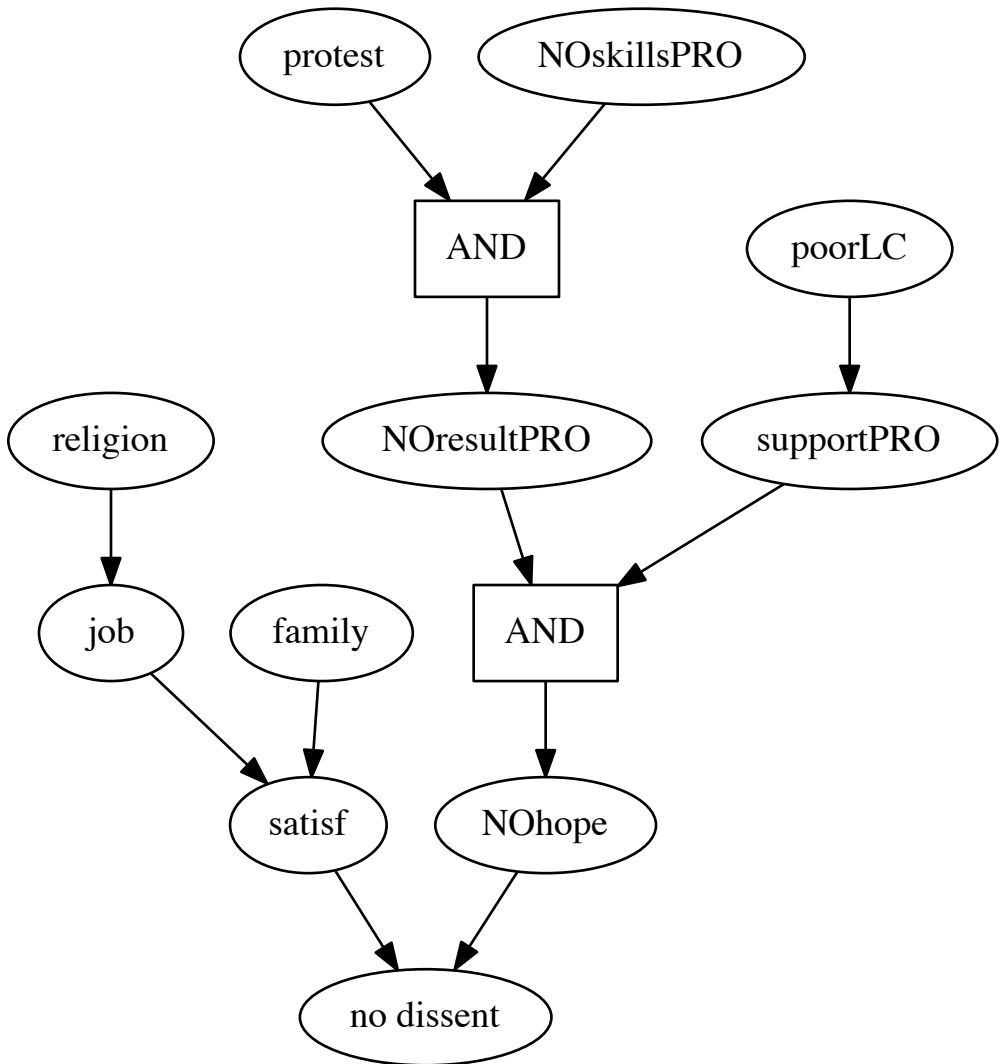 protest
NOskillsPRO
AND
poorLC
religion
NOresultPRO
supportPRO
job
family
AND
satisf
NOhope
no dissent